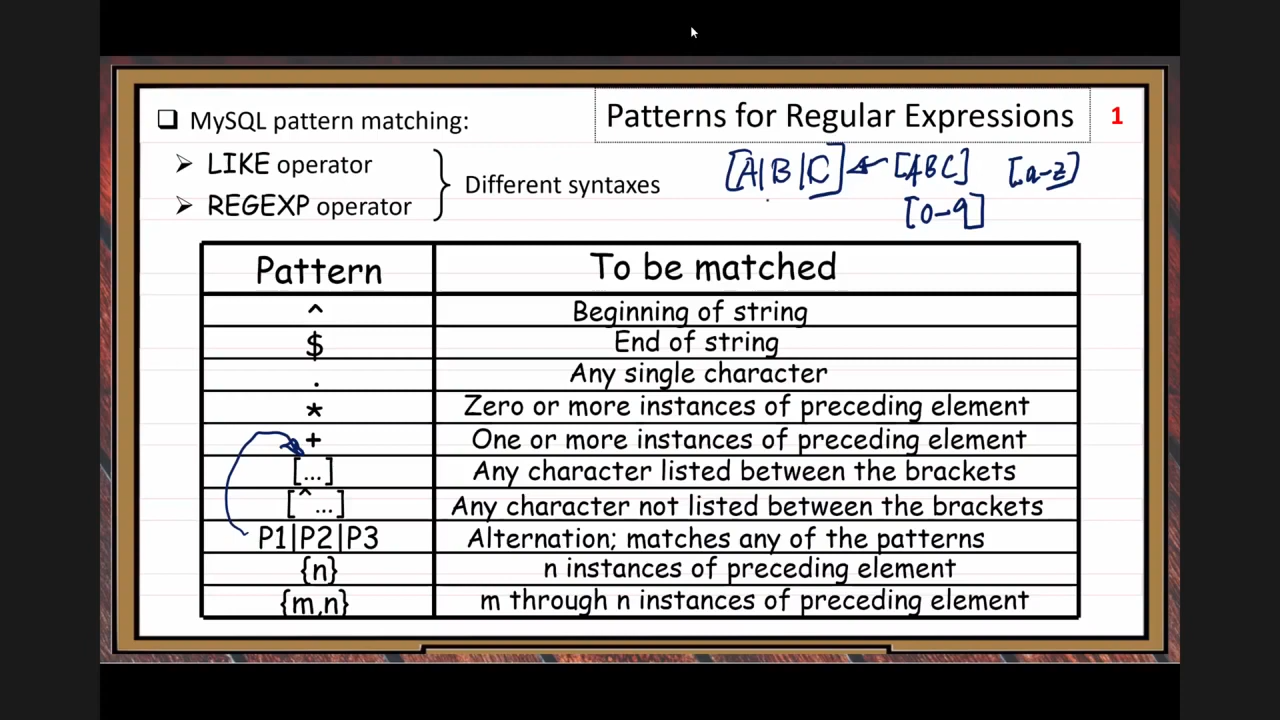 Patterns for Regular Expressions 1
❑ MySQL pattern matching:
➢ LIKE operator
➢ REGEXP operator
Different syntaxes
[A|B|C] ← [ABC] [a-z]
[0-9]
Pattern To be matched
^ Beginning of string
$ End of string
. Any single character
* Zero or more instances of preceding element
+ One or more instances of preceding element
[...] Any character listed between the brackets
[^...] Any character not listed between the brackets
P1|P2|P3 Alternation; matches any of the patterns
{n} n instances of preceding element
{m,n} m through n instances of preceding element